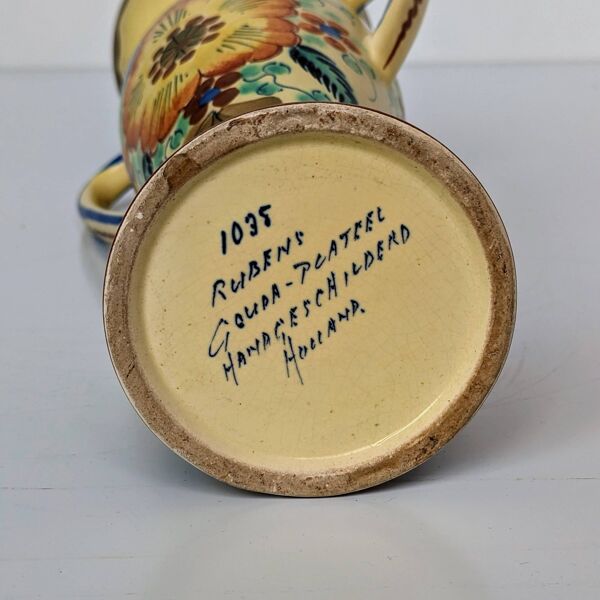 1035
RUBENS
GOUDA-PLATEEL
HANDGESCHILDERD
HOLLAND.